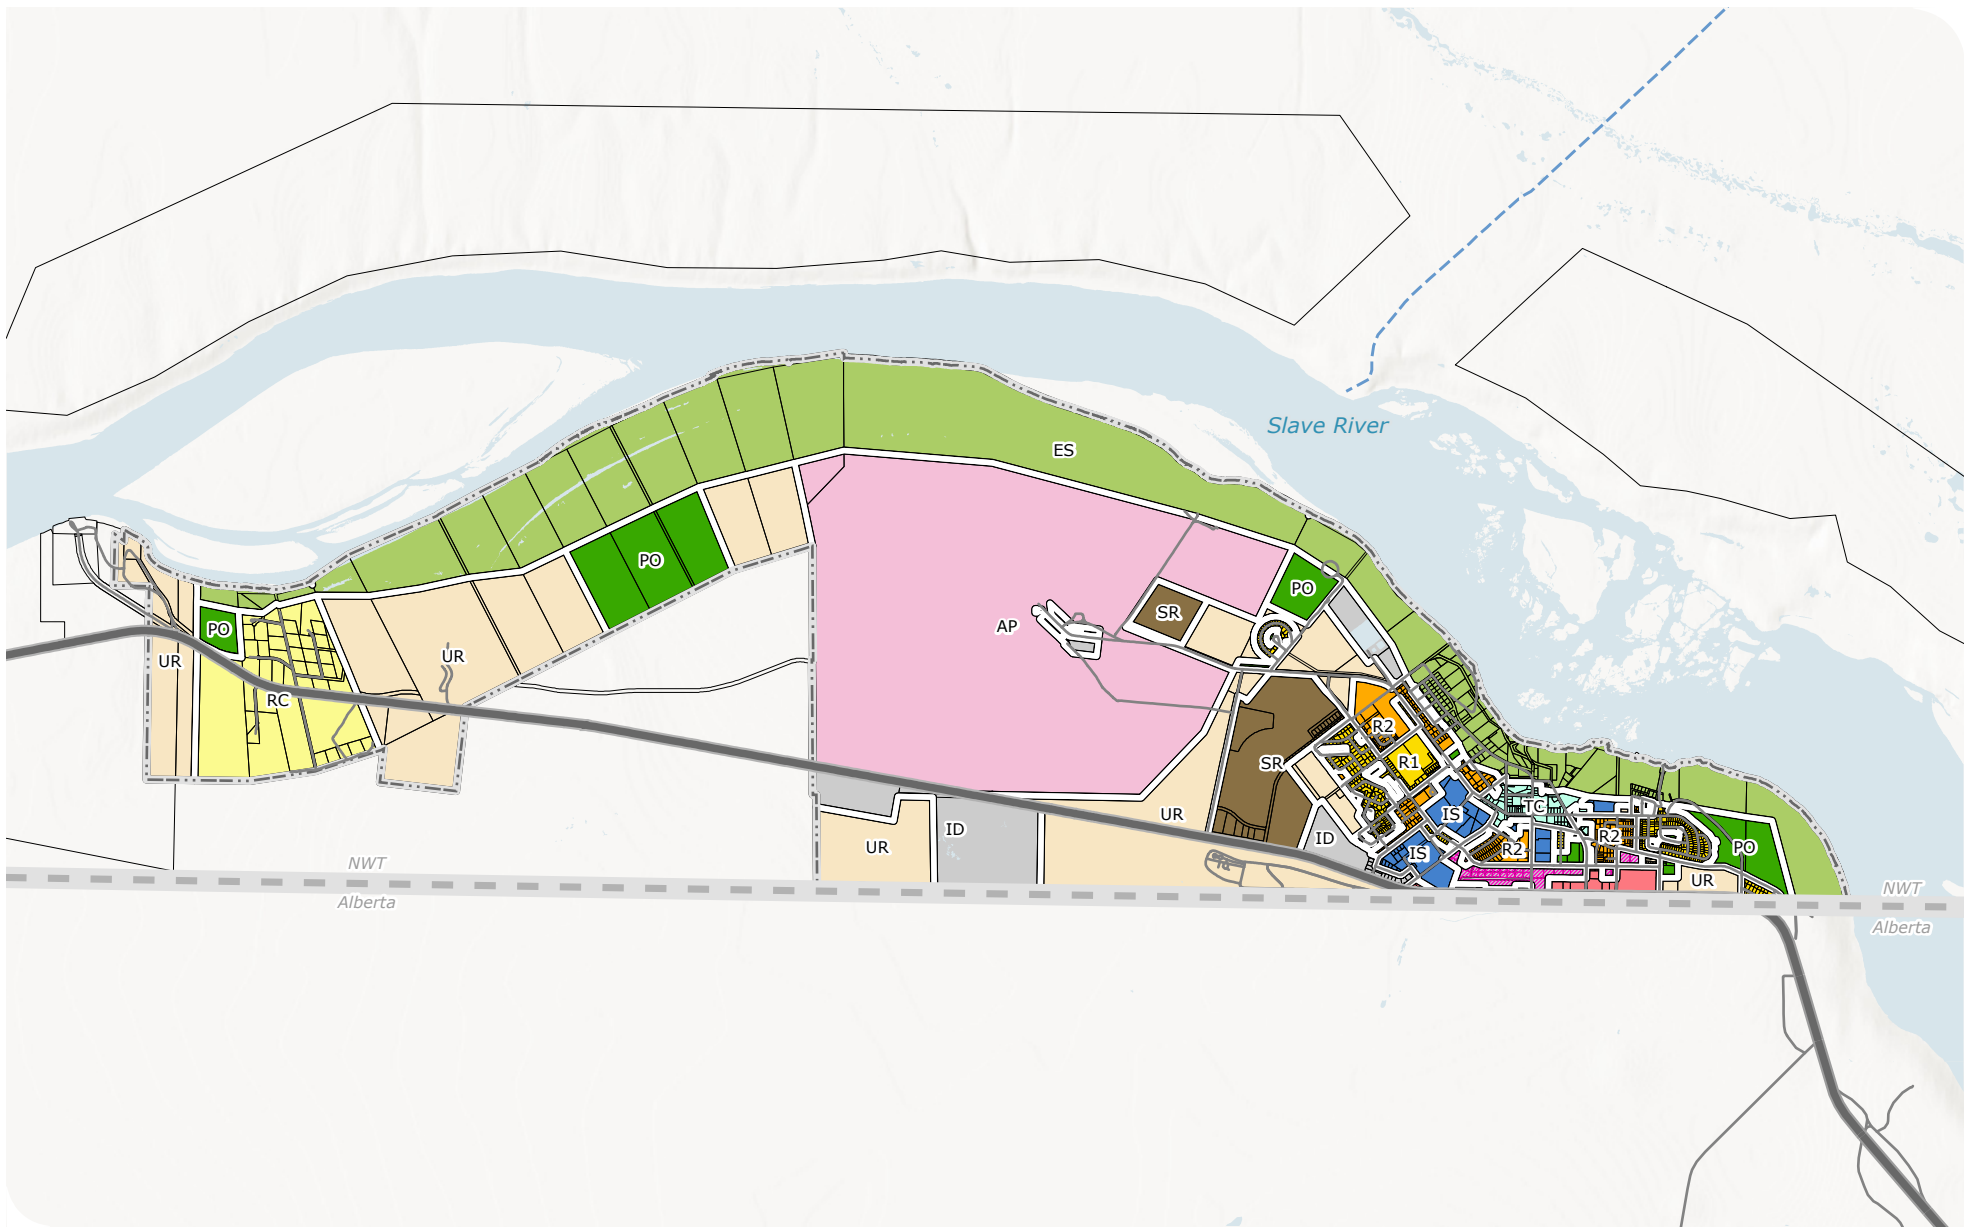 Slave River
ES
PO
PO
SR
AP
PO
UR
UR
RC
R2
SR
R1
UR
IS
TC
ID
ID
R2
UR
IS
R2
PO
NWT
UR
NWT
Alberta
Alberta